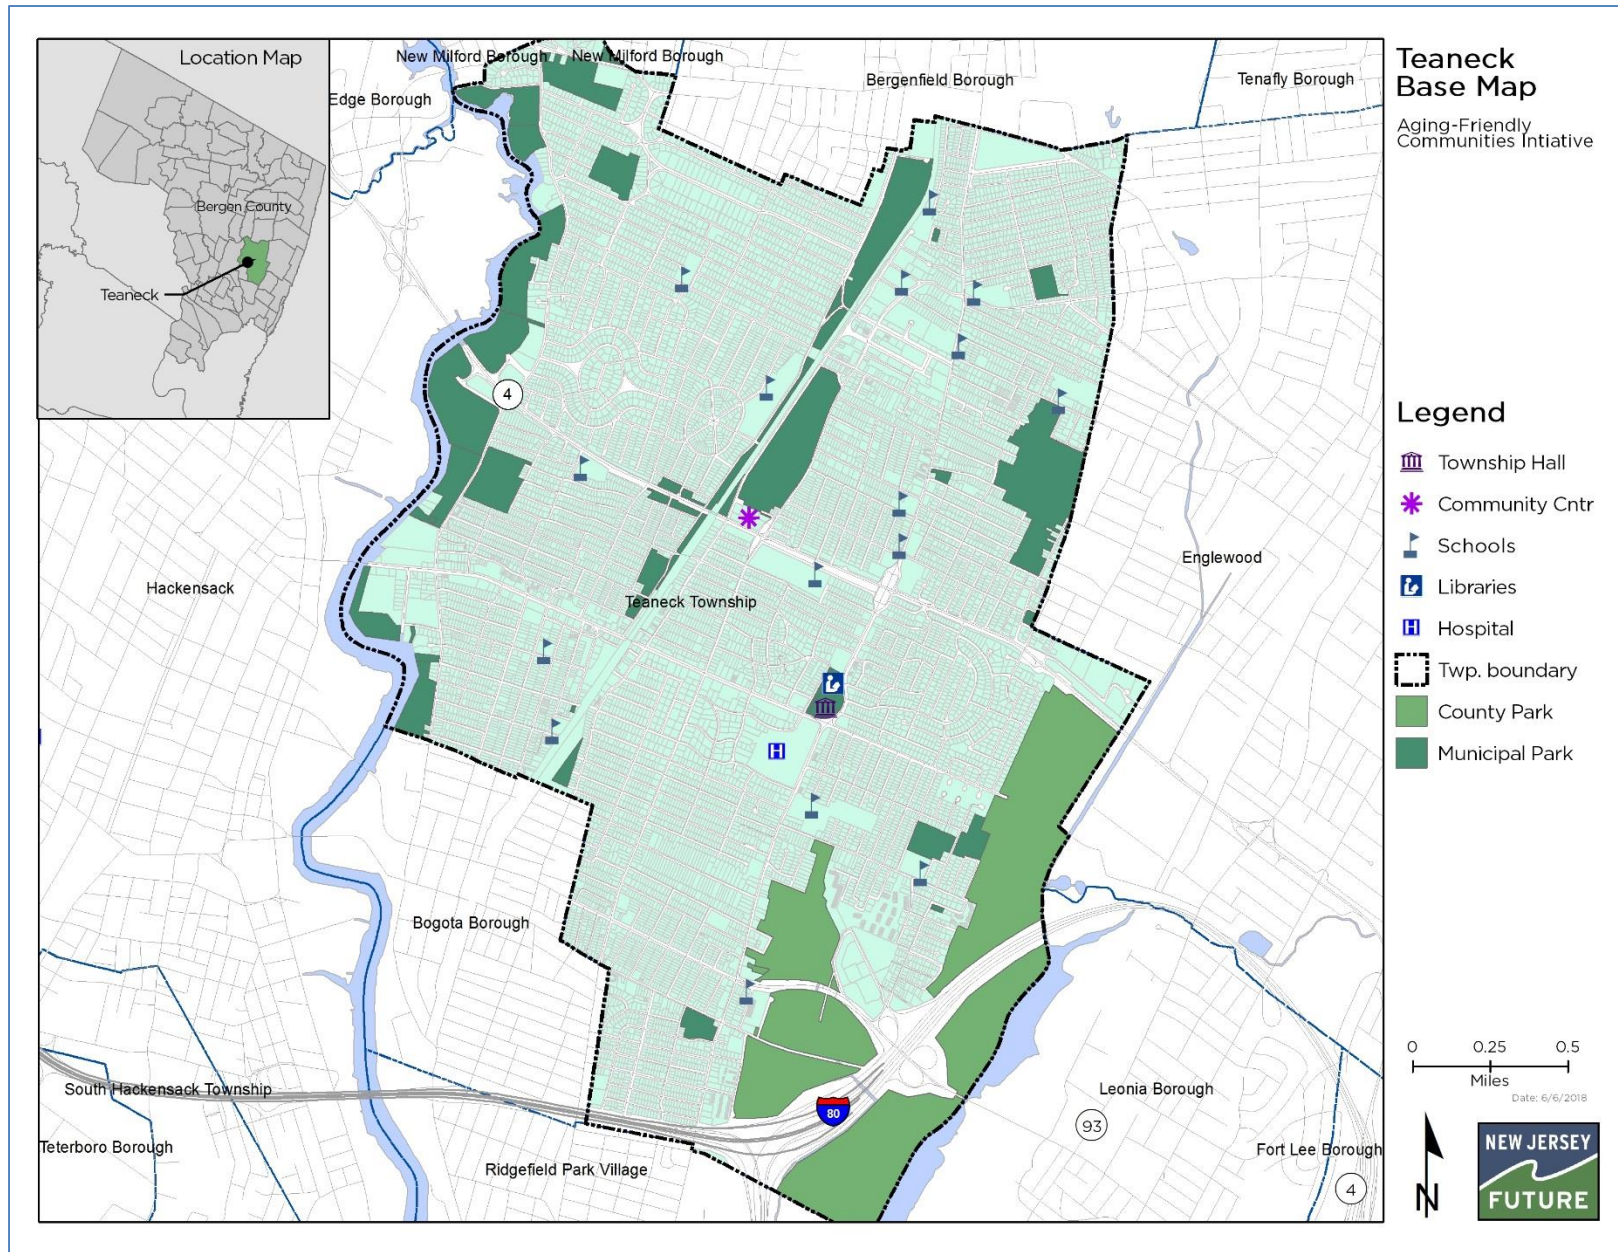 Location Map
Bergen County
Teaneck
New Milford Borough
New Milford Borough
Edge Borough
Bergenfield Borough
Tenafly Borough
4
Hackensack
Teaneck Township
Englewood
H
Bogota Borough
South Hackensack Township
Teterboro Borough
Ridgefield Park Village
80
Leonia Borough
93
Fort Lee Borough
4
Teaneck
Base Map
Aging-Friendly
Communities Intiative
Legend
Township Hall
Community Cntr
Schools
Libraries
H Hospital
Twp. boundary
County Park
Municipal Park
0 0.25 0.5
Miles
Date: 6/6/2018
N
NEW JERSEY
FUTURE